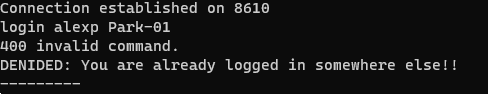 Connection established on 8610
login alexp Park-01
400 invalid command.
DENIDED: You are already logged in somewhere else!!
---------